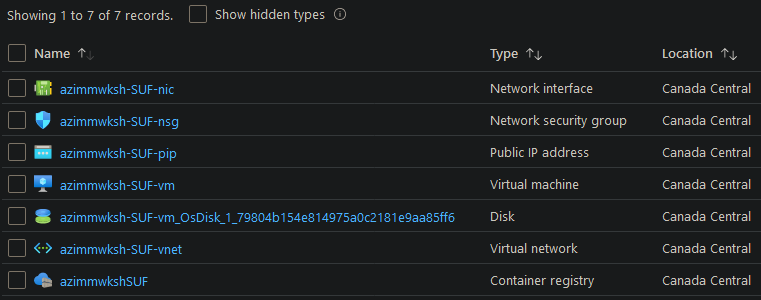 Showing 1 to 7 of 7 records. Show hidden types
Name Type Location
azimmwksh-SUF-nic Network interface Canada Central
azimmwksh-SUF-nsg Network security group Canada Central
azimmwksh-SUF-pip Public IP address Canada Central
azimmwksh-SUF-vm Virtual machine Canada Central
azimmwksh-SUF-vm_OsDisk_1_79804b154e814975a0c2181e9aa85ff6 Disk Canada Central
azimmwksh-SUF-vnet Virtual network Canada Central
azimmwkshSUF Container registry Canada Central